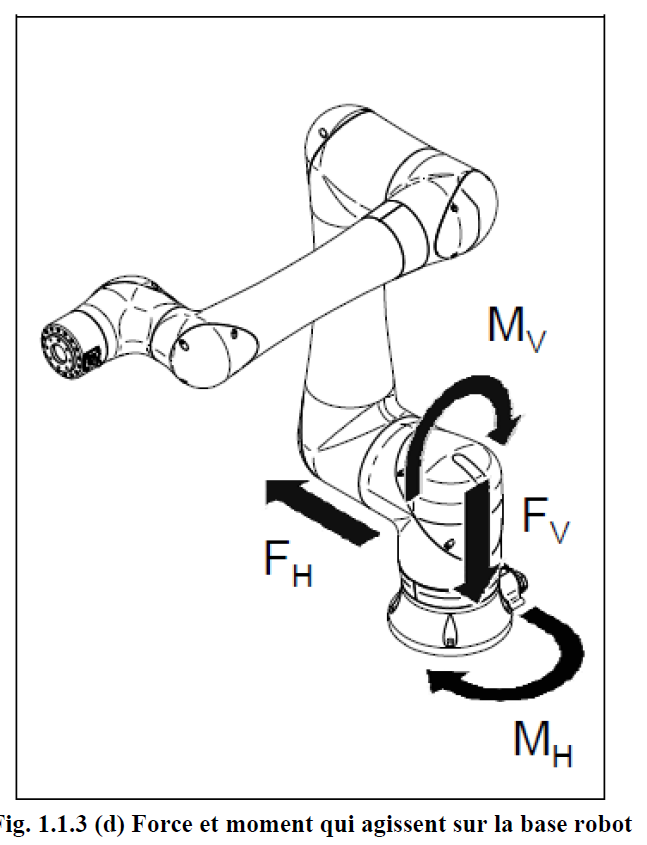 M_V
F_V
F_H
M_H
Fig. 1.1.3 (d) Force et moment qui agissent sur la base robot